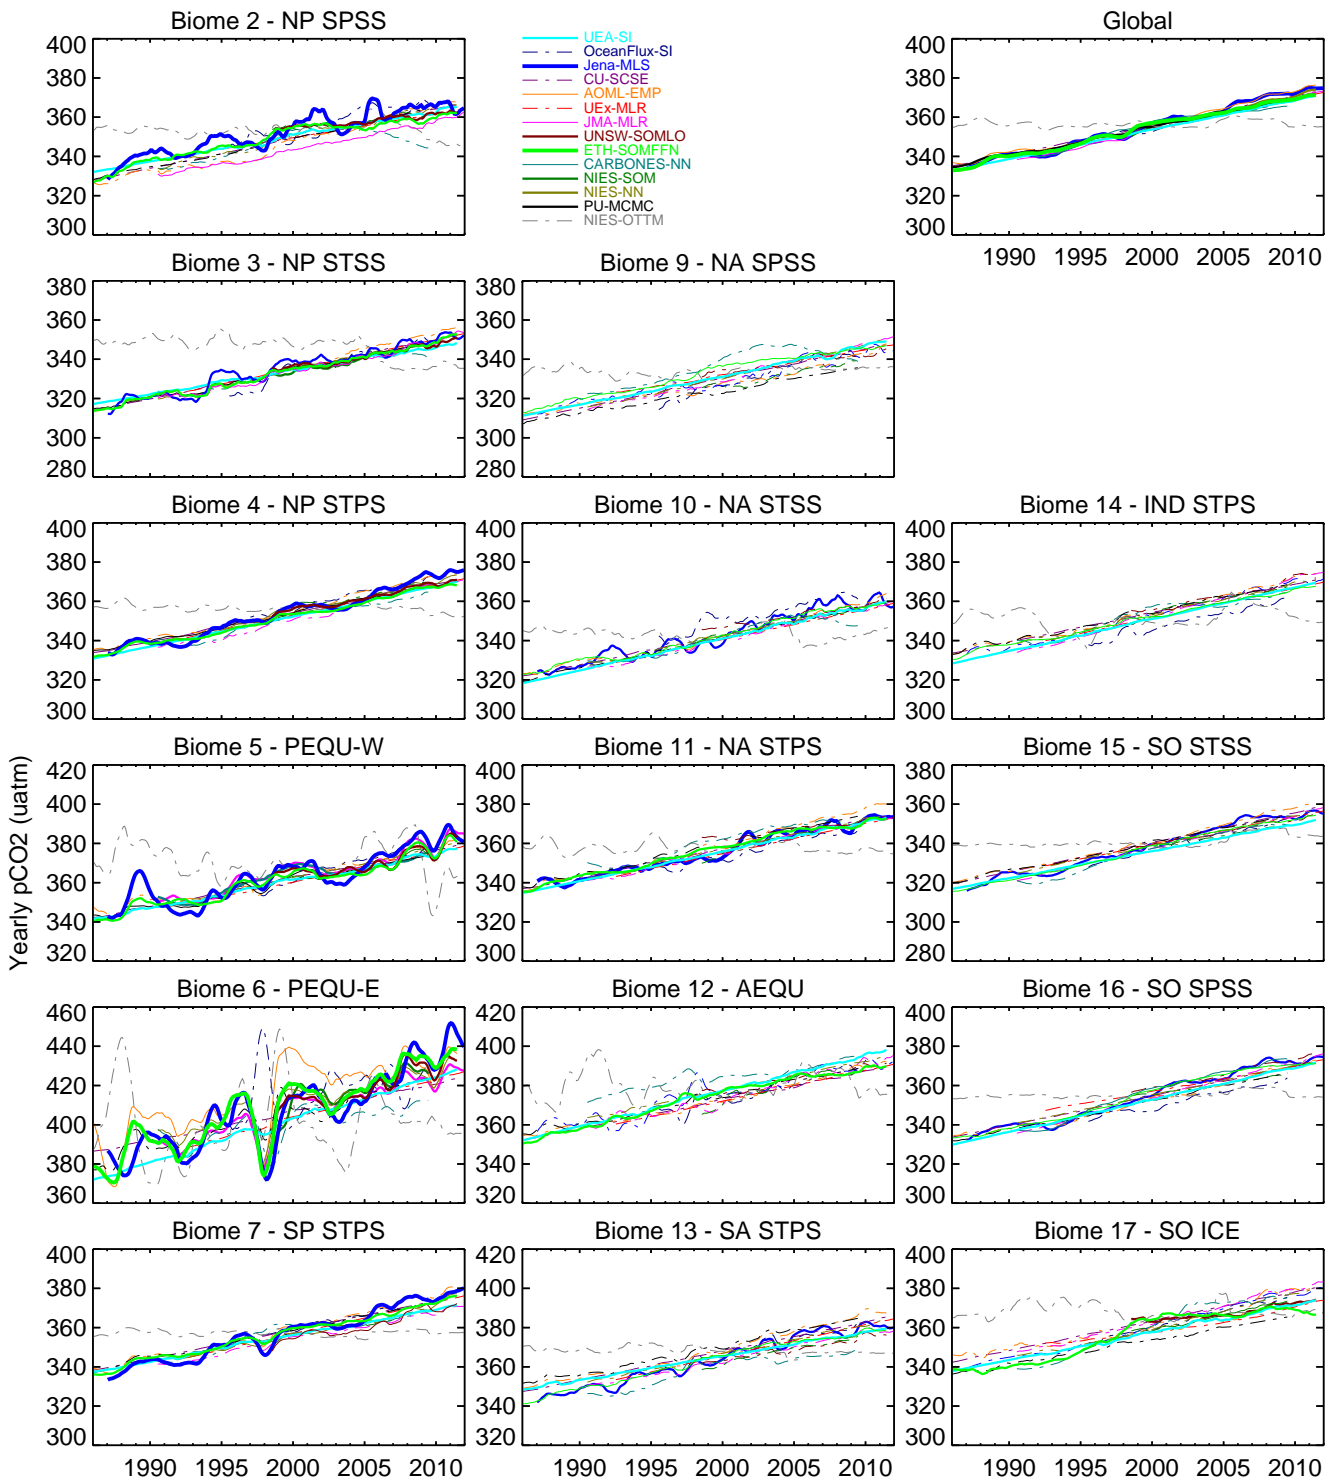 Biome 2 - NP SPSS
Global
400
380
360
340
320
300
UEA-SI
OceanFlux-SI
Jena-MLS
CU-SCSE
AOML-EMP
UEx-MLR
JMA-MLR
UNSW-SOMLO
ETH-SOMFFN
CARBONES-NN
NIES-SOM
NIES-NN
PU-MCMC
NIES-OTTM
400
380
360
340
320
300
1990 1995 2000 2005 2010
Biome 3 - NP STSS
Biome 9 - NA SPSS
380
360
340
320
300
280
380
360
340
320
300
280
Biome 4 - NP STPS
Biome 10 - NA STSS
Biome 14 - IND STPS
400
380
360
340
320
300
400
380
360
340
320
300
400
380
360
340
320
300
Yearly pCO2 (uatm)
Biome 5 - PEQU-W
Biome 11 - NA STPS
Biome 15 - SO STSS
420
400
380
360
340
320
400
380
360
340
320
300
380
360
340
320
300
280
Biome 6 - PEQU-E
Biome 12 - AEQU
Biome 16 - SO SPSS
460
440
420
400
380
360
420
400
380
360
340
320
400
380
360
340
320
300
Biome 7 - SP STPS
Biome 13 - SA STPS
Biome 17 - SO ICE
400
380
360
340
320
300
420
400
380
360
340
320
400
380
360
340
320
300
1990 1995 2000 2005 2010
1990 1995 2000 2005 2010
1990 1995 2000 2005 2010